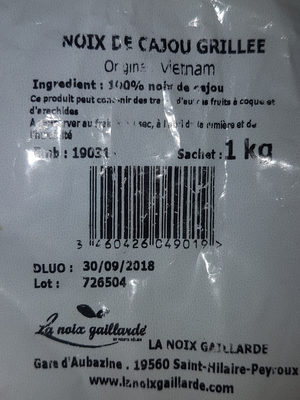 NOIX DE CAJOU GRILLEE
Origine Vietnam
Ingredient : 100% noix de cajou
Ce produit peut contenir des traces d'autres fruits à coque et
d'arachides
A conserver au frais et au sec, à l'abri de la lumière et de
l'humidité
Emb : 19031
Sachet : 1 kg
3 460426 049019 >
DLUO : 30/09/2018
Lot : 726504
La noix gaillarde
LA NOIX GAILLARDE
Gare d'Aubazine . 19560 Saint-Hilaire-Peyroux
www.lanoixgaillarde.com